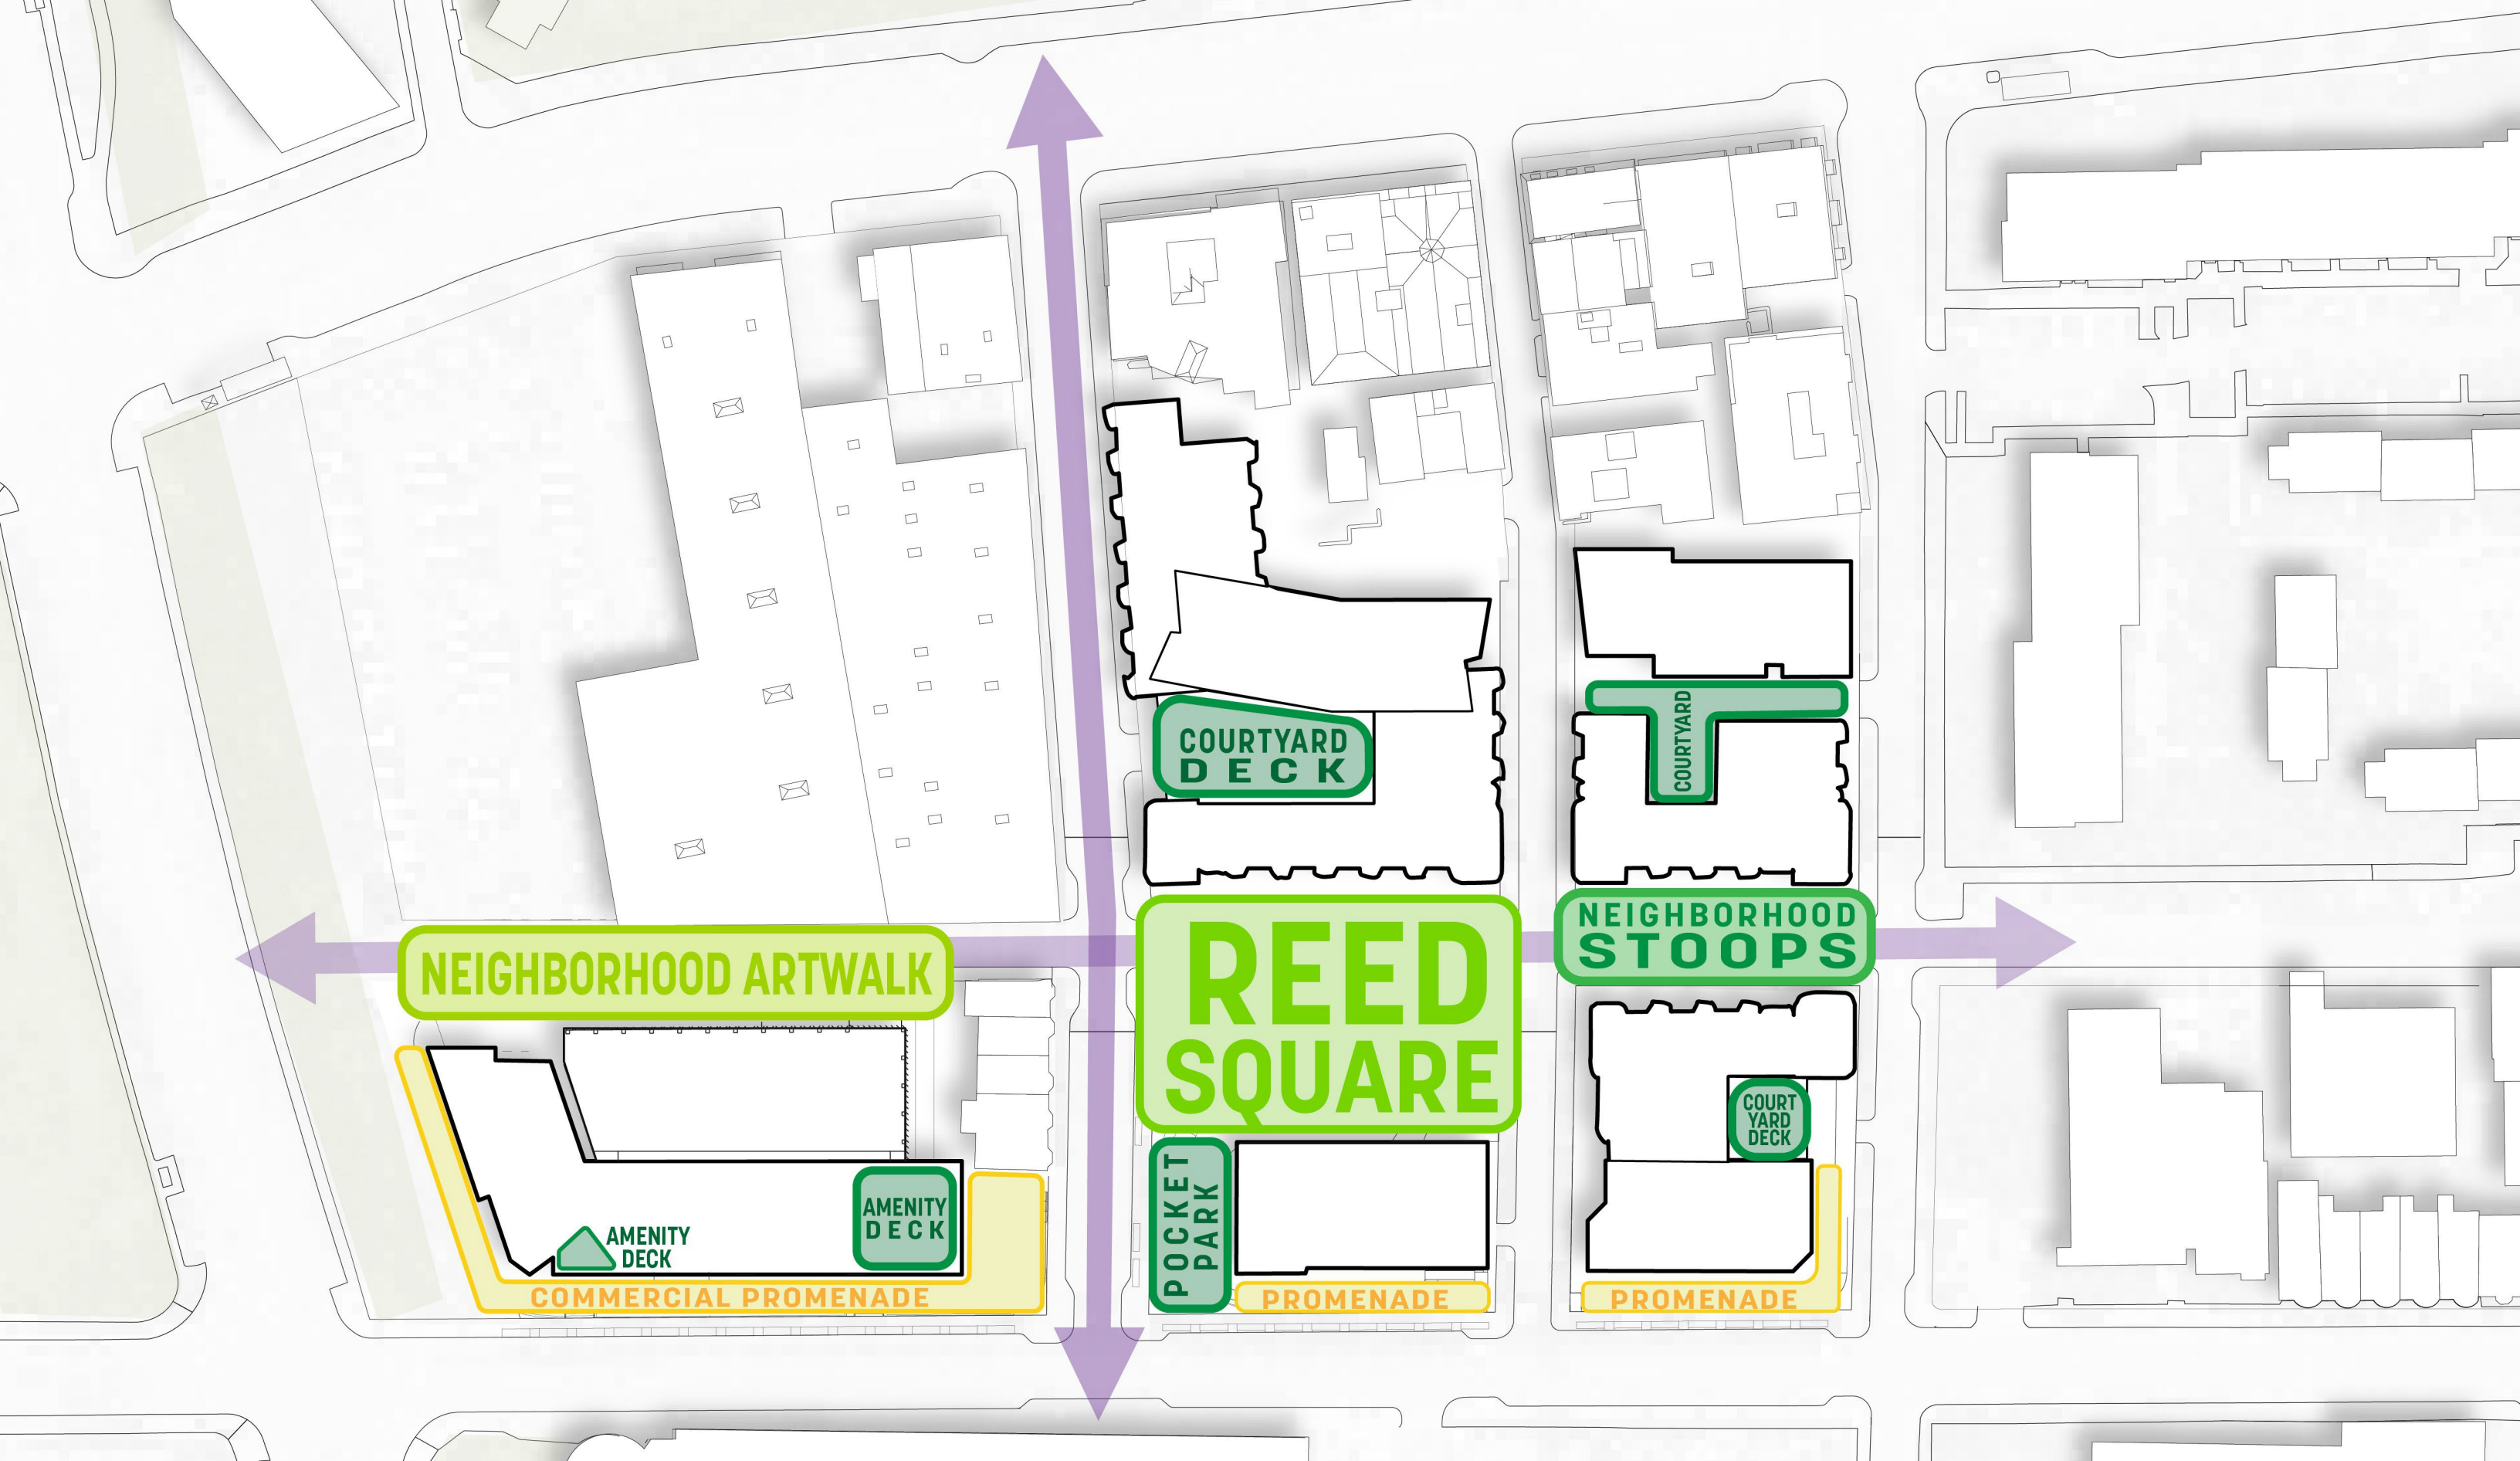 COURTYARD
DECK
COURTYARD
NEIGHBORHOOD
STOOPS
NEIGHBORHOOD ARTWALK
REED
SQUARE
COURT
YARD
DECK
POCKET
PARK
AMENITY
DECK
AMENITY
DECK
COMMERCIAL PROMENADE
PROMENADE
PROMENADE